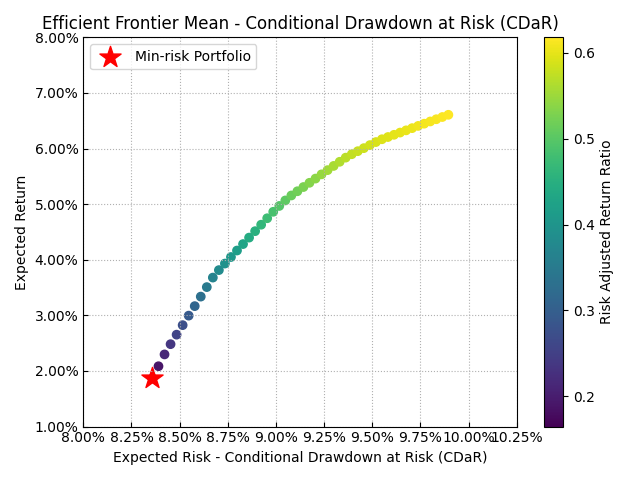 Efficient Frontier Mean - Conditional Drawdown at Risk (CDaR)
Min-risk Portfolio
8.00%
7.00%
6.00%
5.00%
4.00%
3.00%
2.00%
1.00%
Expected Return
8.00% 8.25% 8.50% 8.75% 9.00% 9.25% 9.50% 9.75% 10.00% 10.25%
Expected Risk - Conditional Drawdown at Risk (CDaR)
0.6
0.5
0.4
0.3
0.2
Risk Adjusted Return Ratio